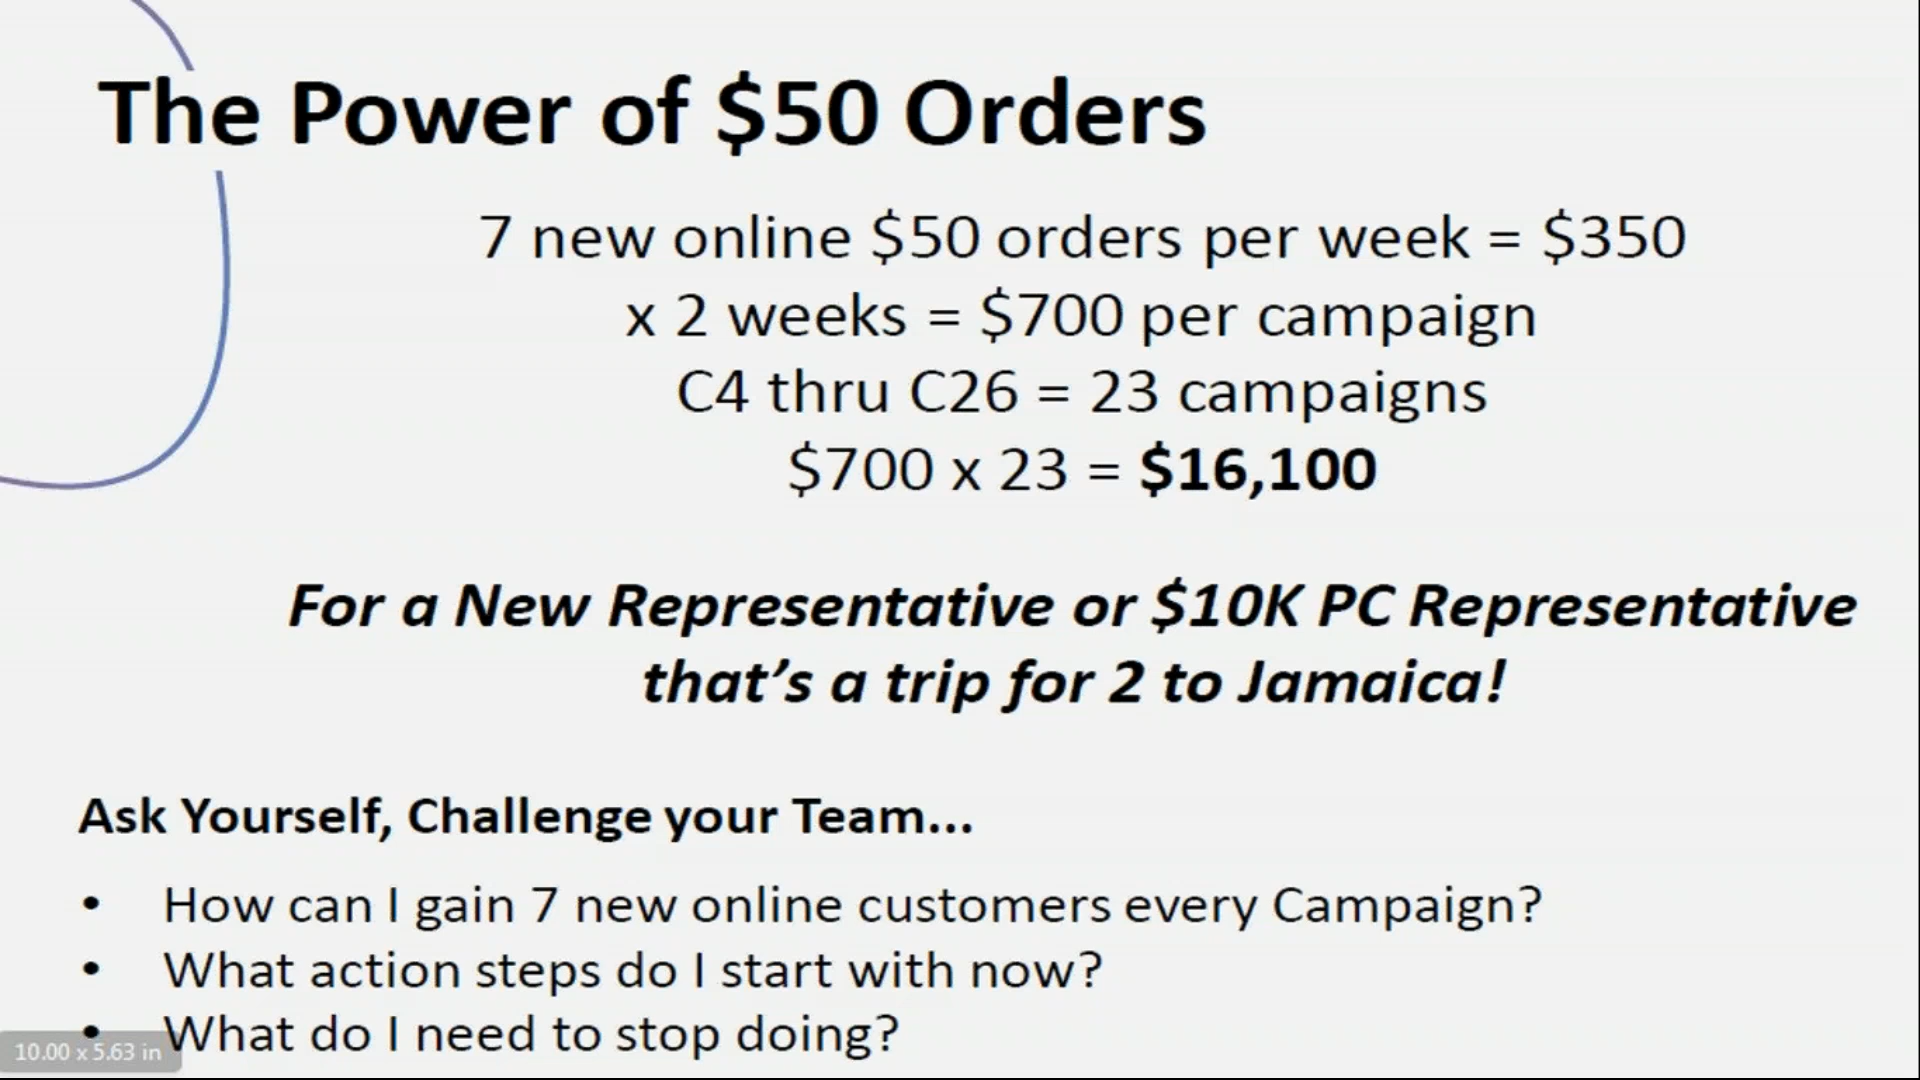 The Power of $50 Orders
7 new online $50 orders per week = $350
x 2 weeks = $700 per campaign
C4 thru C26 = 23 campaigns
$700 x 23 = $16,100
For a New Representative or $10K PC Representative
that’s a trip for 2 to Jamaica!
Ask Yourself, Challenge your Team...
• How can I gain 7 new online customers every Campaign?
• What action steps do I start with now?
• What do I need to stop doing?
10.00 x 5.63 in